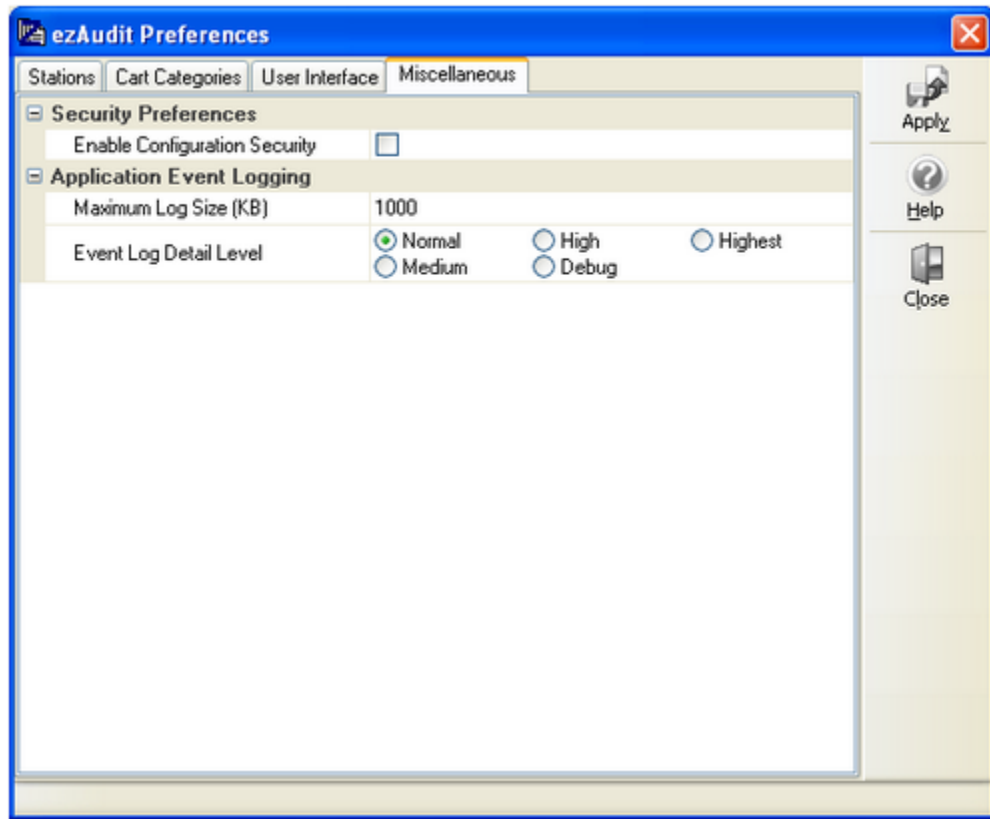 ezAudit Preferences
Stations Cart Categories User Interface Miscellaneous
Security Preferences
Enable Configuration Security
Application Event Logging
Maximum Log Size (KB) 1000
Event Log Detail Level
Normal High Highest
Medium Debug
Apply
Help
Close